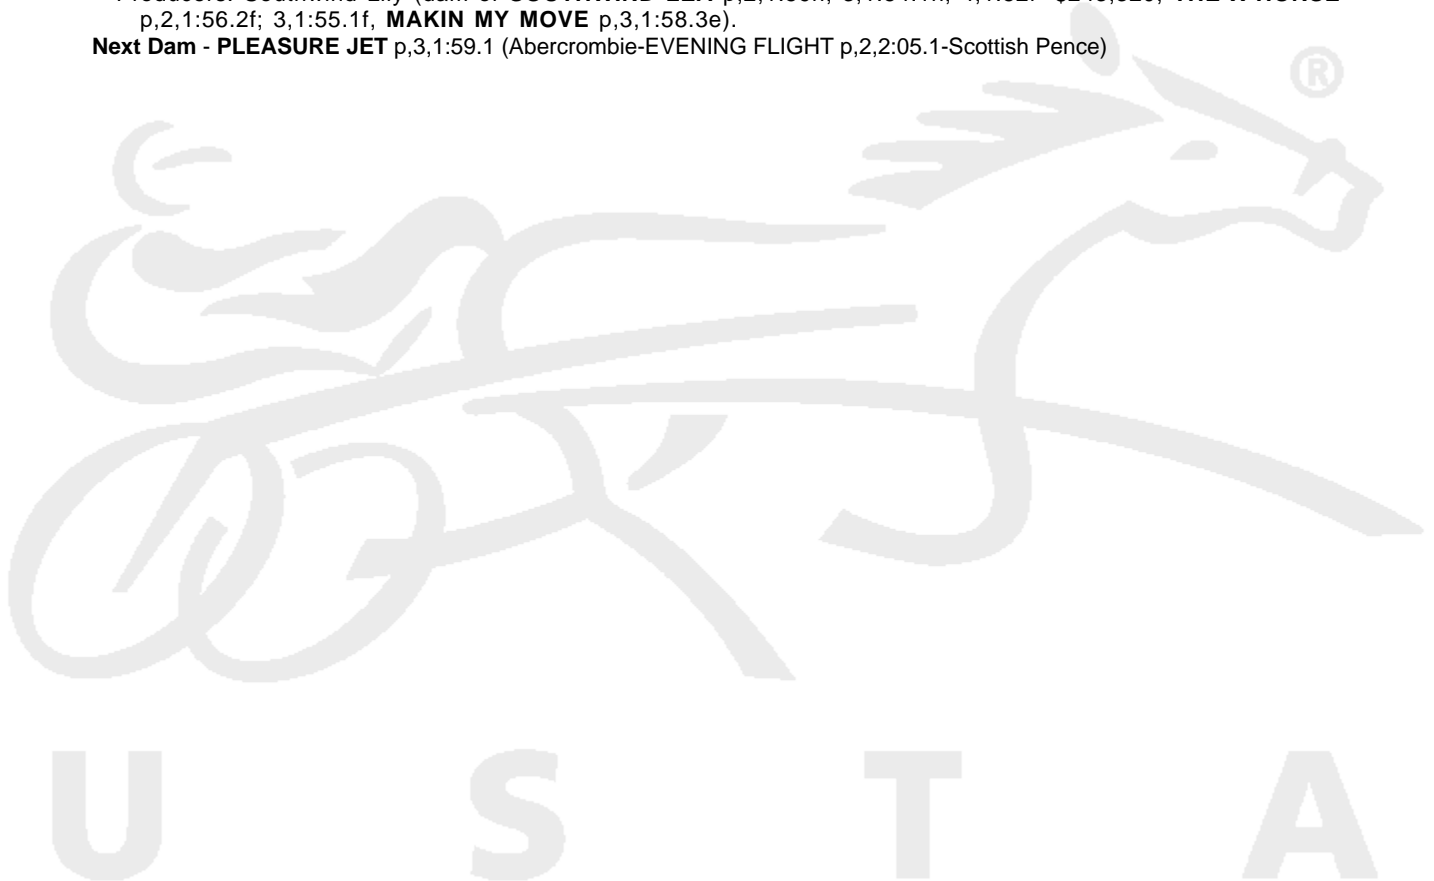 p,2,1:56.2f; 3,1:55.1f, MAKIN MY MOVE p,3,1:58.3e).
Next Dam - PLEASURE JET p,3,1:59.1 (Abercrombie-EVENING FLIGHT p,2,2:05.1-Scottish Pence)
®
U S T A